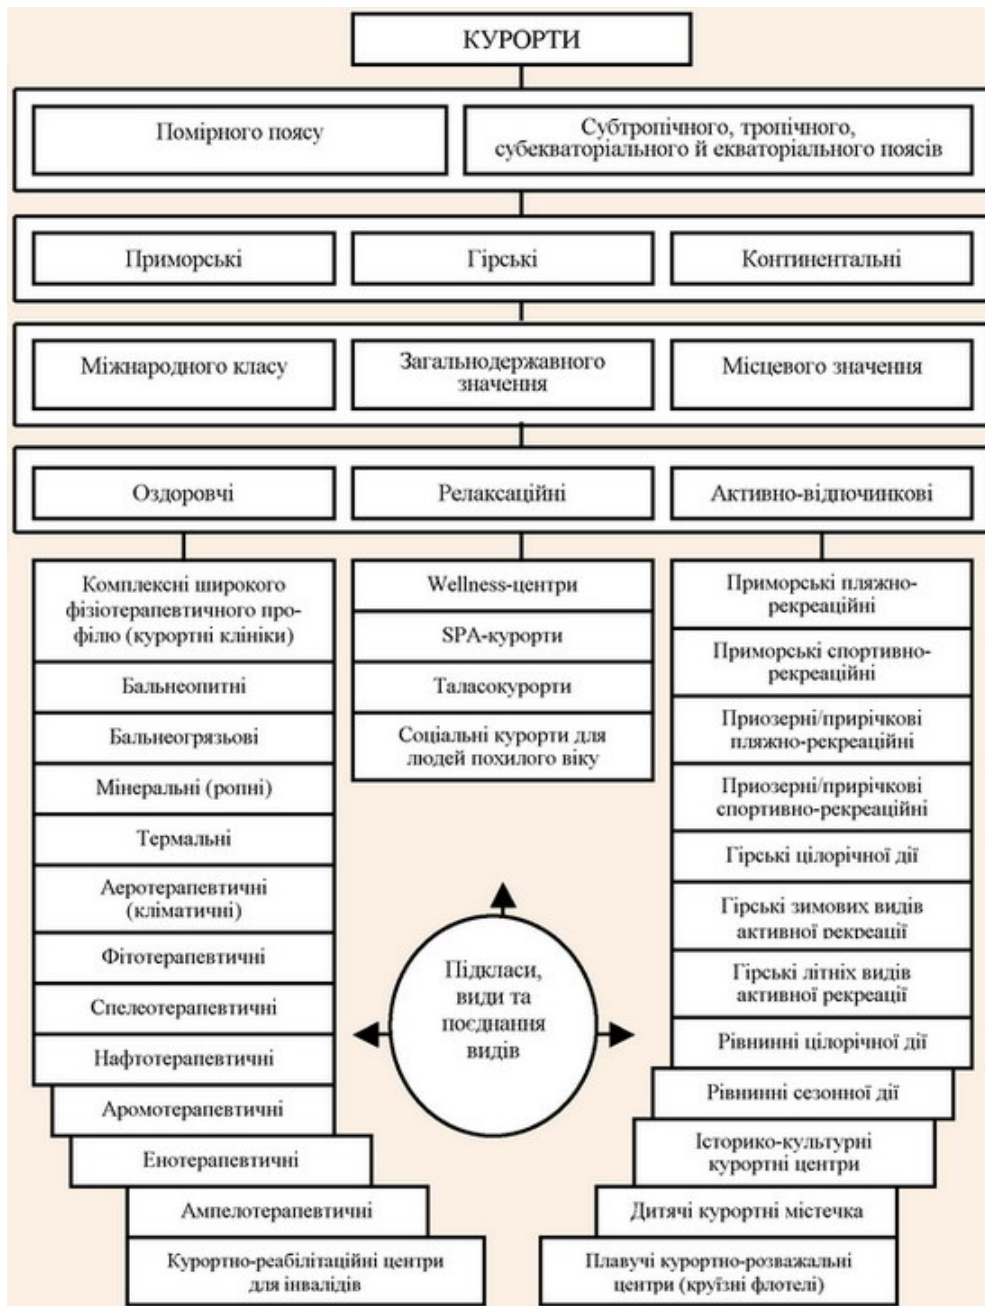 КУРОРТИ
Помірного поясу
Субтропічного, тропічного,
субекваторіального й екваторіального поясів
Приморські
Гірські
Континентальні
Міжнародного класу
Загальнодержавного
значення
Місцевого значення
Оздоровчі
Релаксаційні
Активно-відпочинкові
Комплексні широкого
фізіотерапевтичного про-
філю (курортні клініки)
Бальнеопитні
Бальнеогрязьові
Мінеральні (ропні)
Термальні
Аеротерапевтичні
(кліматичні)
Фітотерапевтичні
Спелеотерапевтичні
Нафтотерапевтичні
Аромотерапевтичні
Енотерапевтичні
Ампелотерапевтичні
Курортно-реабілітаційні центри
для інвалідів
Wellness-центри
SPA-курорти
Таласокурорти
Соціальні курорти для
людей похилого віку
Підкласи,
види та
поєднання
видів
Приморські пляжно-
рекреаційні
Приморські спортивно-
рекреаційні
Приозерні/прирічкові
пляжно-рекреаційні
Приозерні/прирічкові
спортивно-рекреаційні
Гірські цілорічної дії
Гірські зимових видів
активної рекреації
Гірські літніх видів
активної рекреації
Рівнинні цілорічної дії
Рівнинні сезонної дії
Історико-культурні
курортні центри
Дитячі курортні містечка
Плавучі курортно-розважальні
центри (круїзні флотелі)